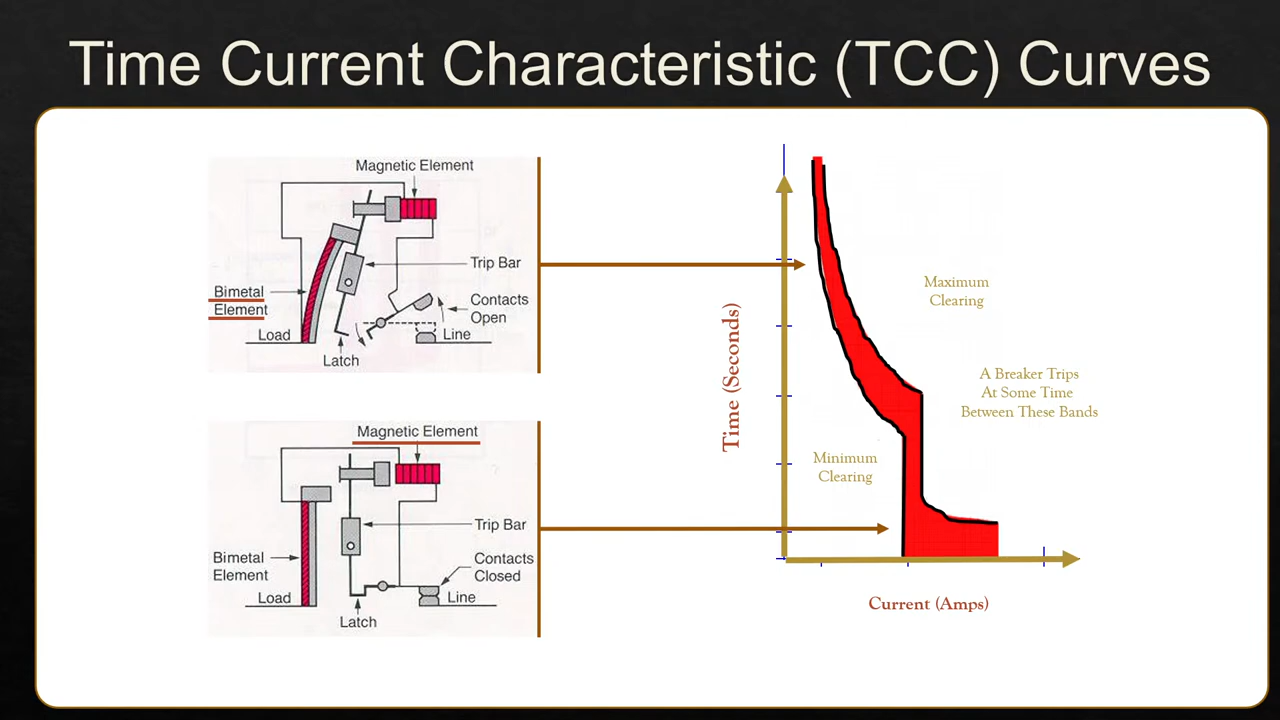 Time Current Characteristic (TCC) Curves
Magnetic Element
Trip Bar
Bimetal
Element
Contacts
Open
Load
Line
Latch
Magnetic Element
Trip Bar
Bimetal
Element
Contacts
Closed
Load
Line
Latch
Time (Seconds)
Maximum
Clearing
A Breaker Trips
At Some Time
Between These Bands
Minimum
Clearing
Current (Amps)